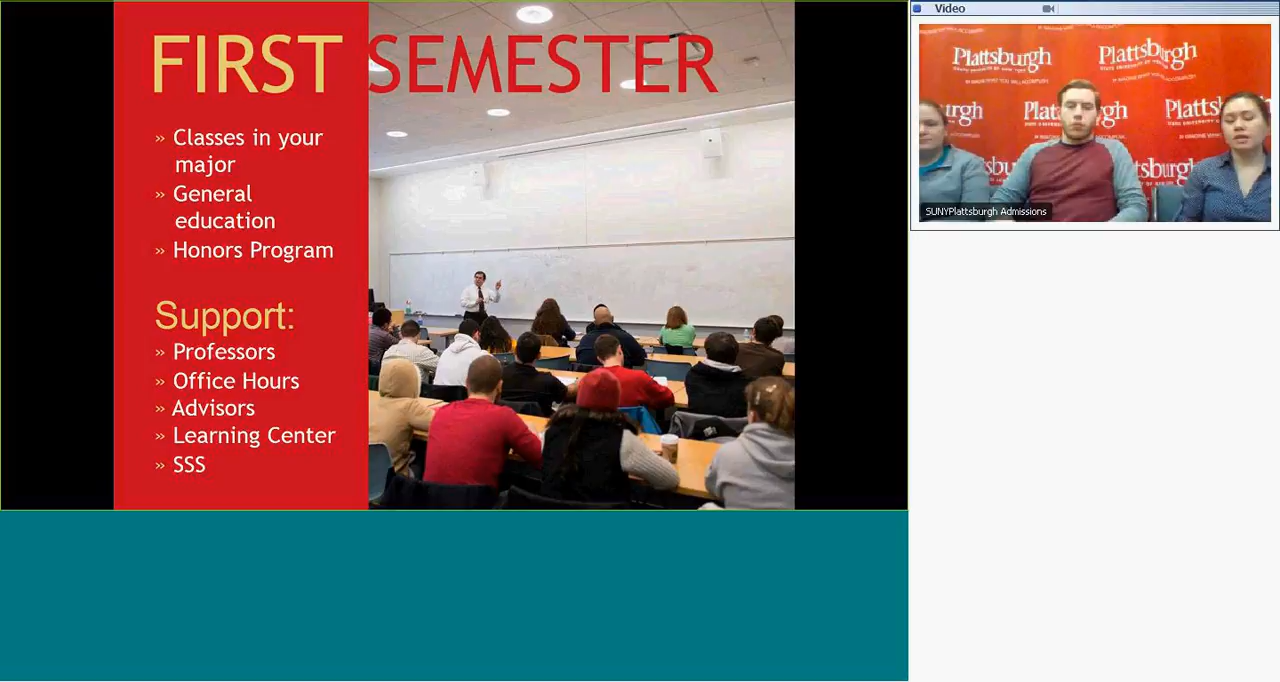 FIRST SEMESTER
» Classes in your
major
» General
education
» Honors Program
Support:
» Professors
» Office Hours
» Advisors
» Learning Center
» SSS
Video
Plattsburgh
Plattsburgh
urgh
Plattsburgh
SUNYPlattsburgh Admissions